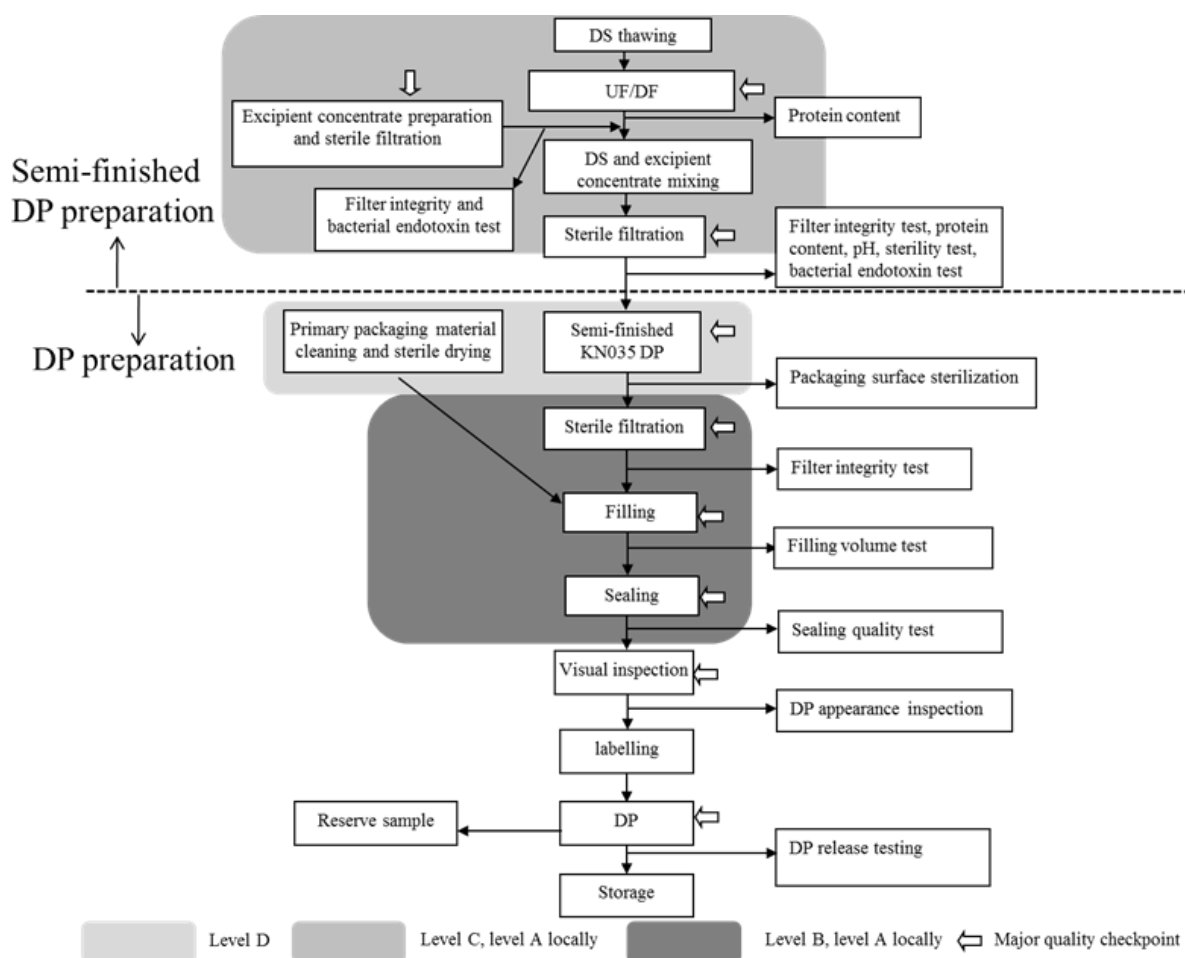 DS thawing
UF/DF
Excipient concentrate preparation
and sterile filtration
Protein content
Semi-finished
DP preparation
DS and excipient
concentrate mixing
Filter integrity and
bacterial endotoxin test
Sterile filtration
Filter integrity test, protein
content, pH, sterility test,
bacterial endotoxin test
DP preparation
Primary packaging material
cleaning and sterile drying
Semi-finished
KN035 DP
Packaging surface sterilization
Sterile filtration
Filter integrity test
Filling
Filling volume test
Sealing
Sealing quality test
Visual inspection
DP appearance inspection
labelling
Reserve sample
DP
DP release testing
Storage
Level D
Level C, level A locally
Level B, level A locally
Major quality checkpoint